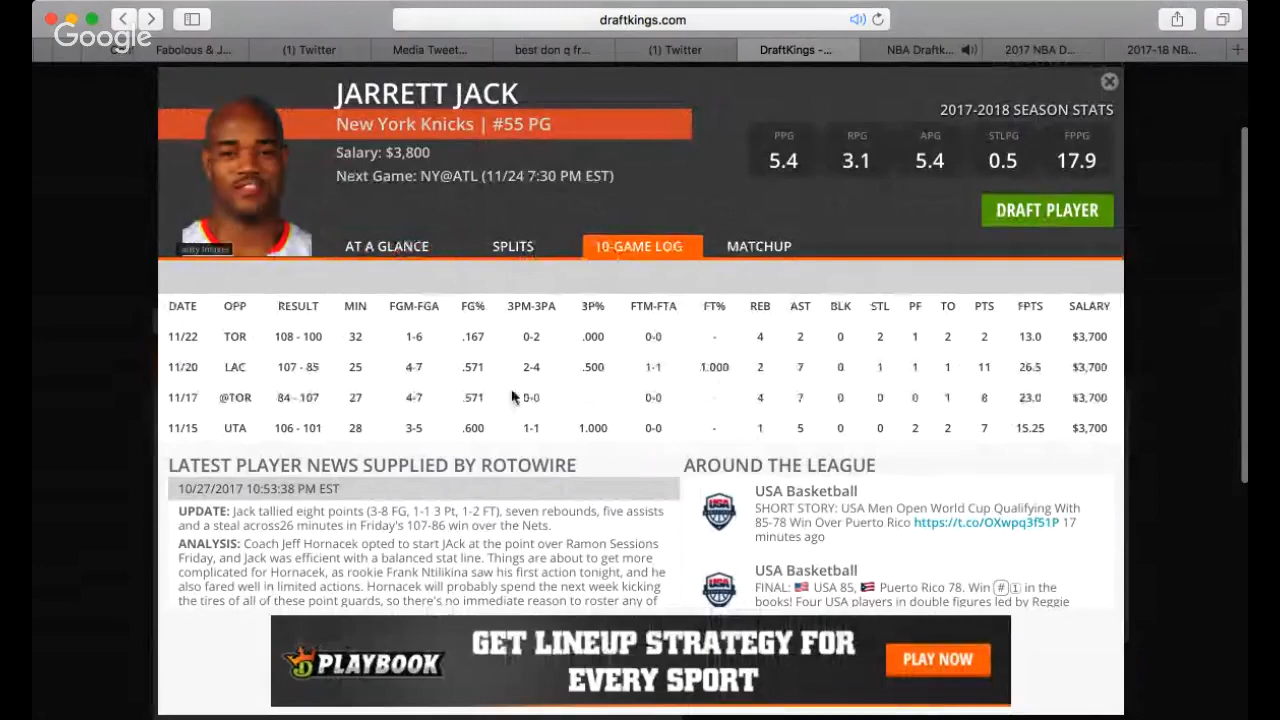 draftkings.com
Google
Fabolous & J...
(1) Twitter
Media Tweet...
best don q fr...
(1) Twitter
DraftKings -...
NBA Draftk...
2017 NBA D...
2017-18 NB...
JARRETT JACK
New York Knicks | #55 PG
Salary: $3,800
Next Game: NY@ATL (11/24 7:30 PM EST)
2017-2018 SEASON STATS
PPG RPG APG STLPG FPPG
5.4 3.1 5.4 0.5 17.9
DRAFT PLAYER
AT A GLANCE SPLITS 10-GAME LOG MATCHUP
DATE OPP RESULT MIN FGM-FGA FG% 3PM-3PA 3P% FTM-FTA FT% REB AST BLK STL PF TO PTS FPTS SALARY
11/22 TOR 108 - 100 32 1-6 .167 0-2 .000 0-0 - 4 2 0 2 1 2 2 13.0 $3,700
11/20 LAC 107 - 85 25 4-7 .571 2-4 .500 1-1 1.000 2 7 0 1 1 1 11 26.5 $3,700
11/17 @TOR 84 - 107 27 4-7 .571 0-0 0-0 4 7 0 0 0 1 8 23.0 $3,700
11/15 UTA 106 - 101 28 3-5 .600 1-1 1.000 0-0 - 1 5 0 0 2 2 7 15.25 $3,700
LATEST PLAYER NEWS SUPPLIED BY ROTOWIRE
10/27/2017 10:53:38 PM EST
UPDATE: Jack tallied eight points (3-8 FG, 1-1 3 Pt, 1-2 FT), seven rebounds, five assists
and a steal across26 minutes in Friday's 107-86 win over the Nets.
ANALYSIS: Coach Jeff Hornacek opted to start JAck at the point over Ramon Sessions
Friday, and Jack was efficient with a balanced stat line. Things are about to get more
complicated for Hornacek, as rookie Frank Ntilikina saw his first action tonight, and he
also fared well in limited actions. Hornacek will probably spend the next week kicking
the tires of all of these point guards, so there's no immediate reason to roster any of
AROUND THE LEAGUE
USA Basketball
SHORT STORY: USA Men Open World Cup Qualifying With
85-78 Win Over Puerto Rico https://t.co/OXwpq3f51P 17
minutes ago
USA Basketball
FINAL: 🇺🇸 USA 85, 🇵🇷 Puerto Rico 78. Win #️⃣1️⃣ in the
books! Four USA players in double figures led by Reggie
PLAYBOOK
GET LINEUP STRATEGY FOR
EVERY SPORT
PLAY NOW